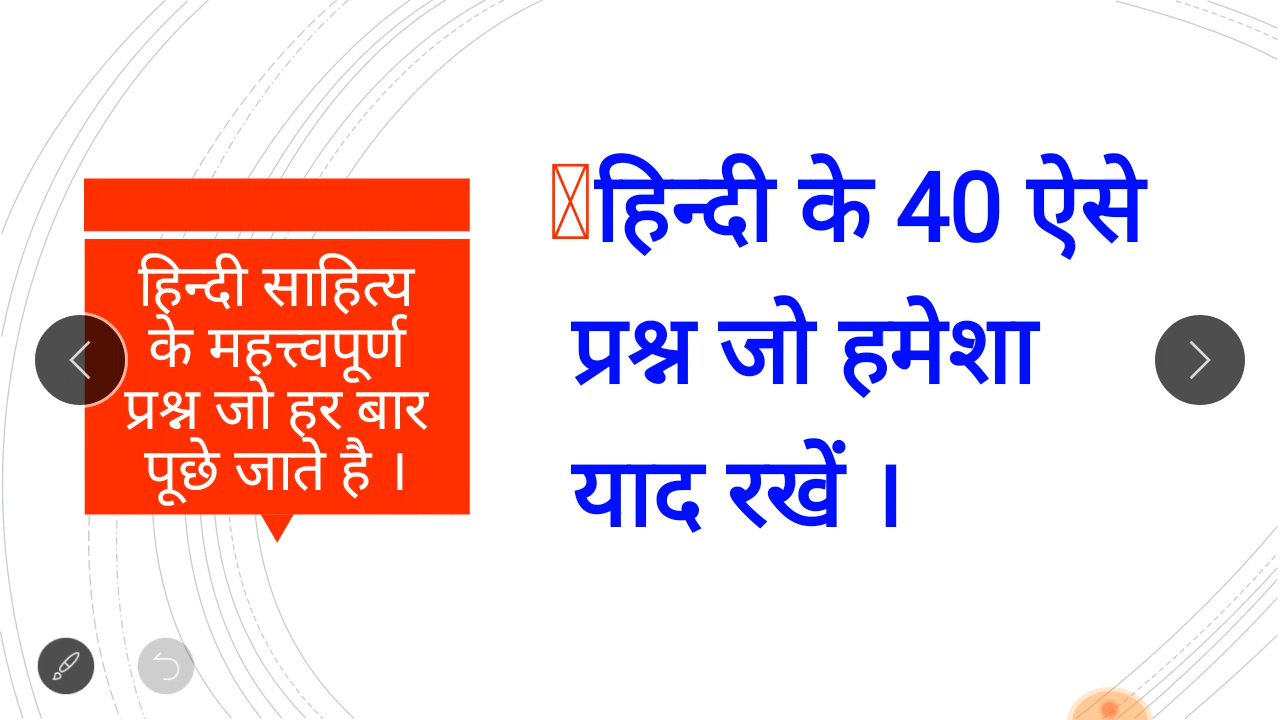 हिन्दी साहित्य
के महत्त्वपूर्ण
प्रश्न जो हर बार
पूछे जाते है ।
हिन्दी के 40 ऐसे
प्रश्न जो हमेशा
याद रखें ।